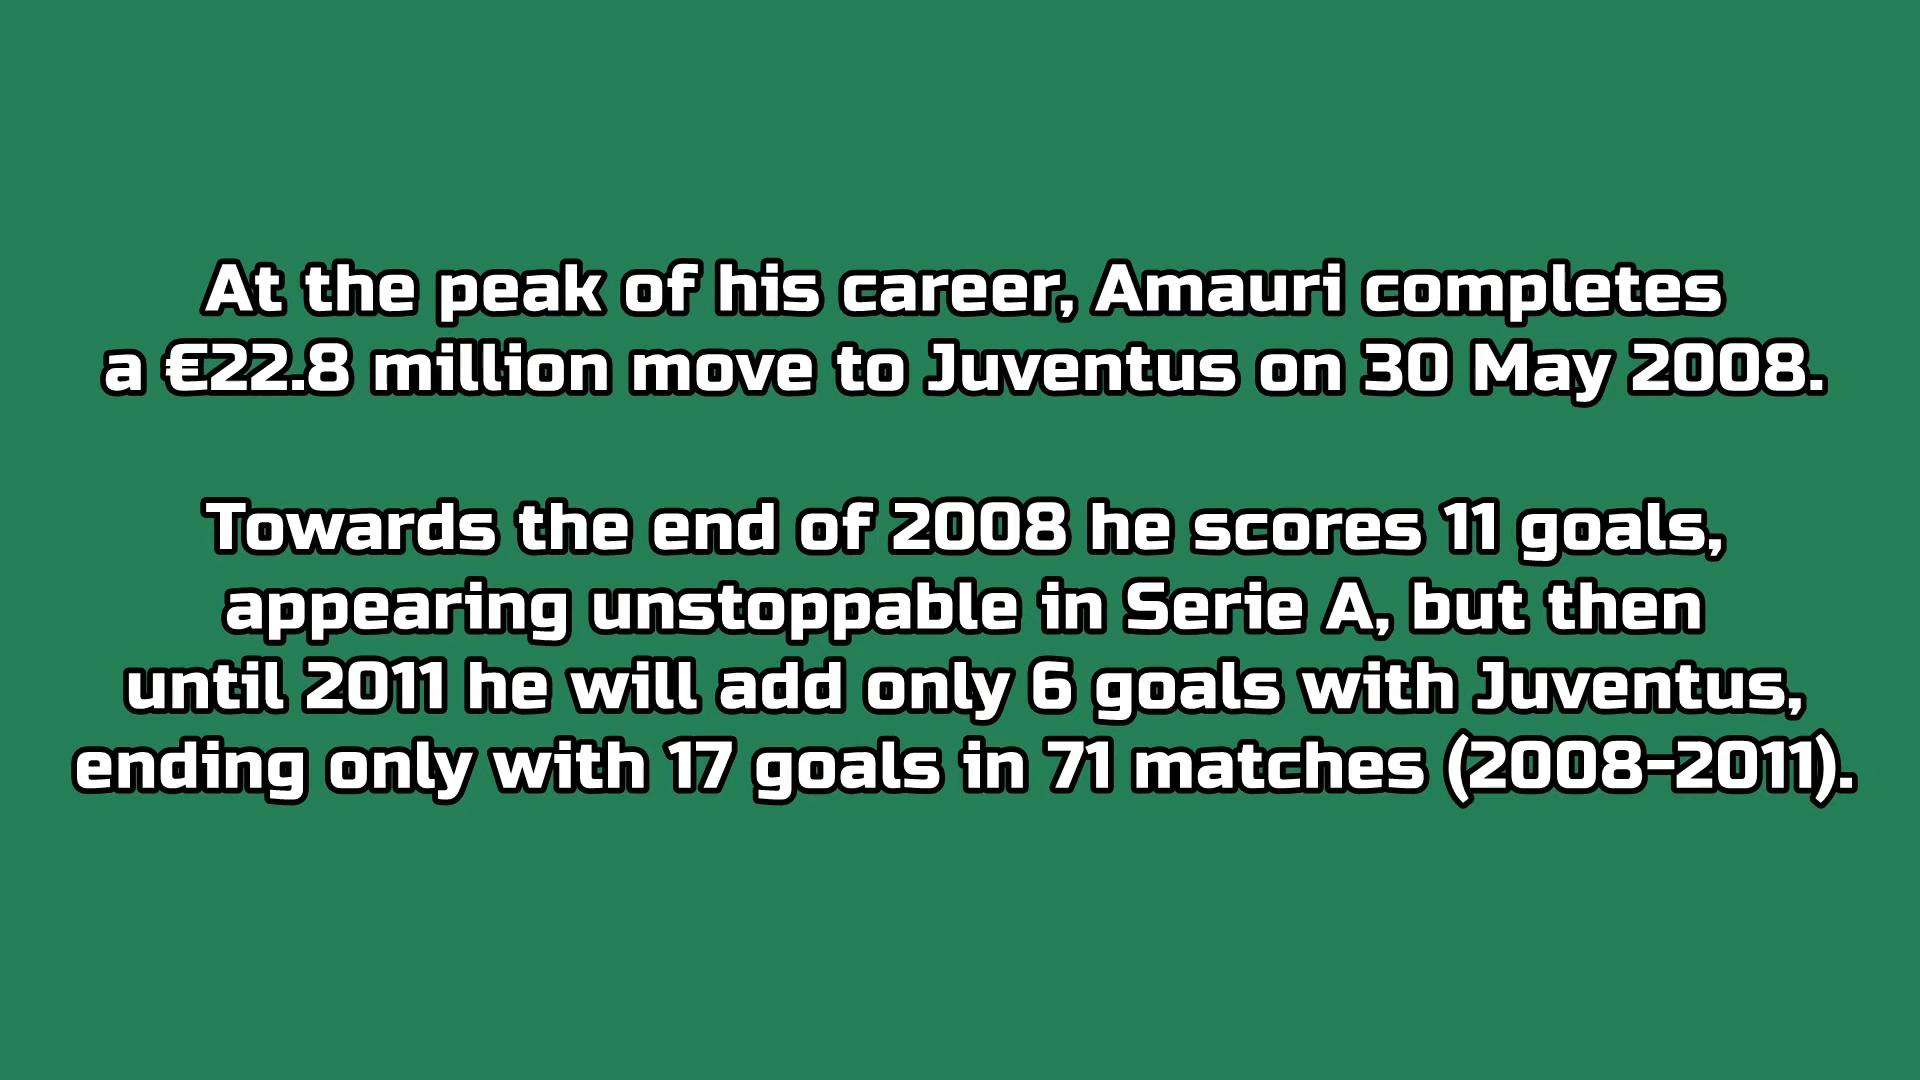 At the peak of his career, Amauri completes
a €22.8 million move to Juventus on 30 May 2008.
Towards the end of 2008 he scores 11 goals,
appearing unstoppable in Serie A, but then
until 2011 he will add only 6 goals with Juventus,
ending only with 17 goals in 71 matches (2008-2011).